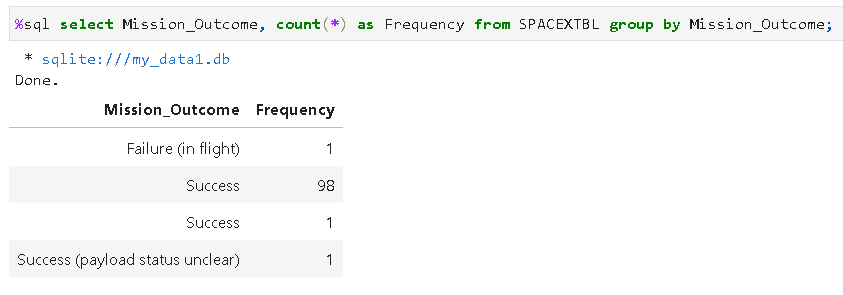 %sql select Mission_Outcome, count(*) as Frequency from SPACEXTBL group by Mission_Outcome;
* sqlite:///my_data1.db
Done.
Mission_Outcome Frequency
Failure (in flight) 1
Success 98
Success 1
Success (payload status unclear) 1